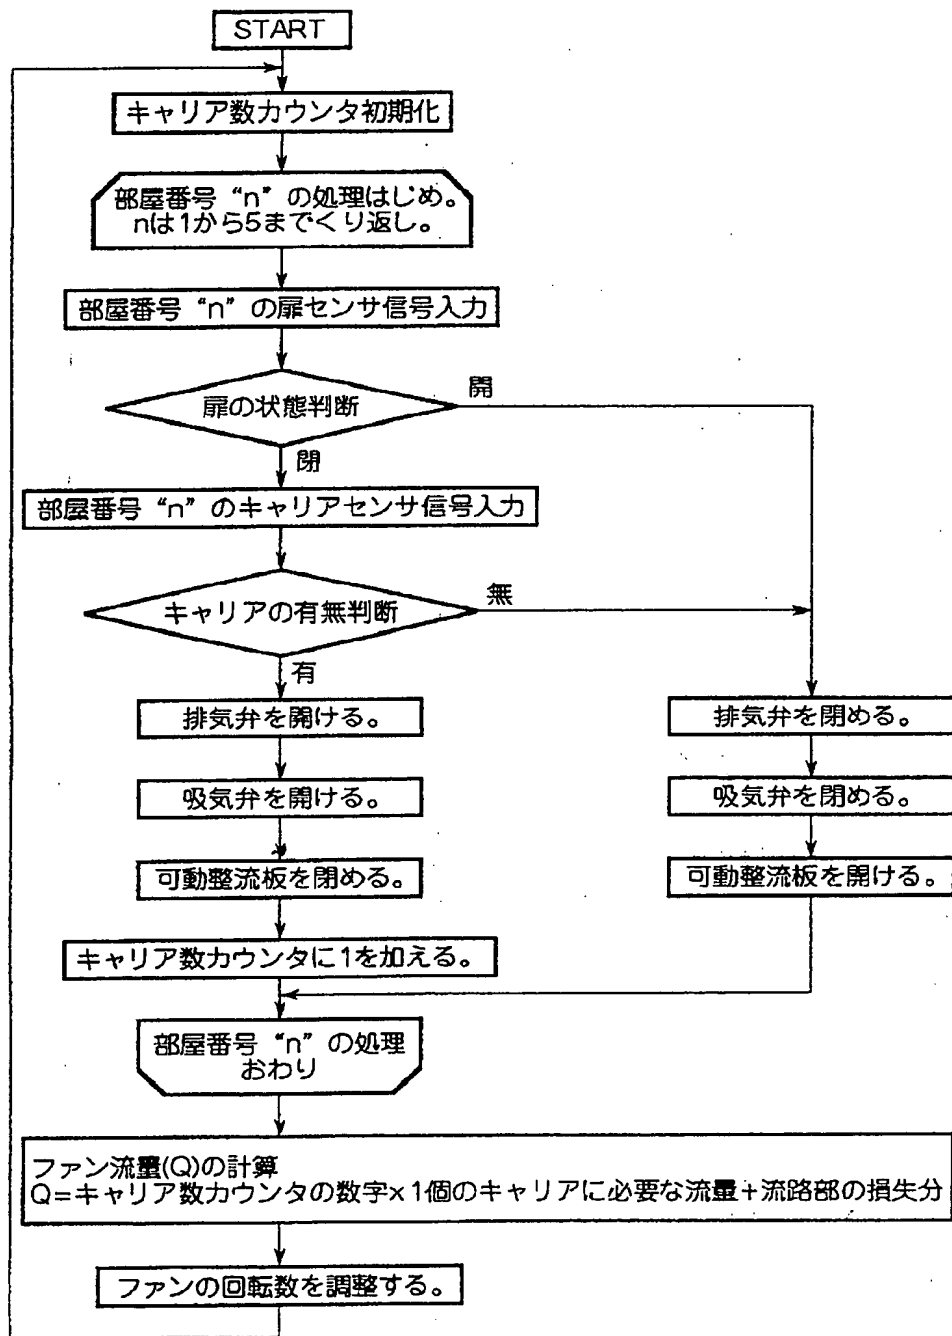 START
キャリア数カウンタ初期化
部屋番号 “n” の処理はじめ。
nは1から5までくり返し。
部屋番号 “n” の扉センサ信号入力
扉の状態判断
開
閉
部屋番号 “n” のキャリアセンサ信号入力
キャリアの有無判断
無
有
排気弁を開ける。
排気弁を閉める。
吸気弁を開ける。
吸気弁を閉める。
可動整流板を閉める。
可動整流板を開ける。
キャリア数カウンタに1を加える。
部屋番号 “n” の処理
おわり
ファン流量(Q)の計算
Q=キャリア数カウンタの数字×1個のキャリアに必要な流量+流路部の損失分
ファンの回転数を調整する。